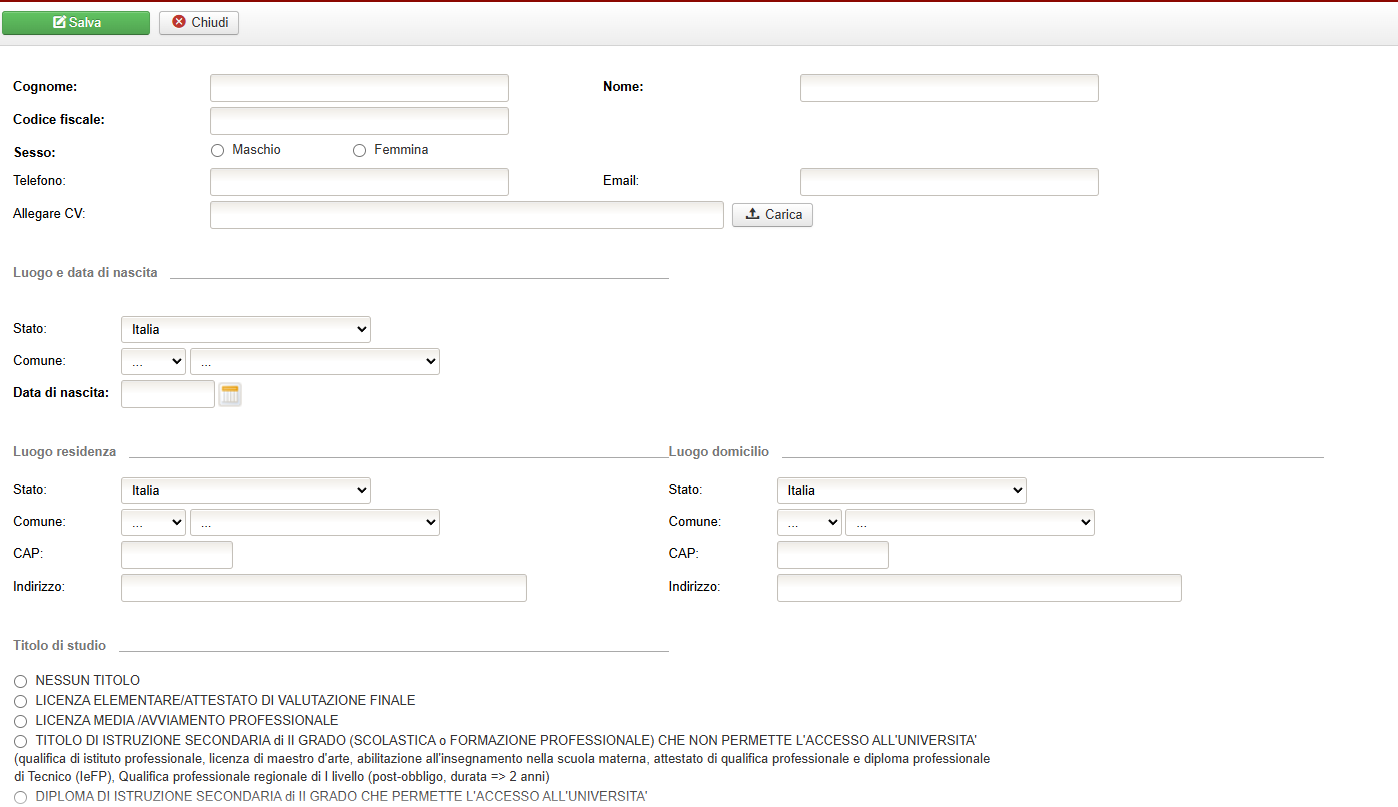 Salva Chiudi
Cognome: Nome:
Codice fiscale:
Sesso: Maschio Femmina
Telefono: Email:
Allegare CV: Carica
Luogo e data di nascita
Stato: Italia
Comune: ... ...
Data di nascita:
Luogo residenza Luogo domicilio
Stato: Italia Stato: Italia
Comune: ... ... Comune: ... ...
CAP: CAP:
Indirizzo: Indirizzo:
Titolo di studio
NESSUN TITOLO
LICENZA ELEMENTARE/ATTESTATO DI VALUTAZIONE FINALE
LICENZA MEDIA /AVVIAMENTO PROFESSIONALE
TITOLO DI ISTRUZIONE SECONDARIA di II GRADO (SCOLASTICA o FORMAZIONE PROFESSIONALE) CHE NON PERMETTE L'ACCESSO ALL'UNIVERSITA'
(qualifica di istituto professionale, licenza di maestro d'arte, abilitazione all'insegnamento nella scuola materna, attestato di qualifica professionale e diploma professionale
di Tecnico (IeFP), Qualifica professionale regionale di I livello (post-obbligo, durata => 2 anni)
DIPLOMA DI ISTRUZIONE SECONDARIA di II GRADO CHE PERMETTE L'ACCESSO ALL'UNIVERSITA'